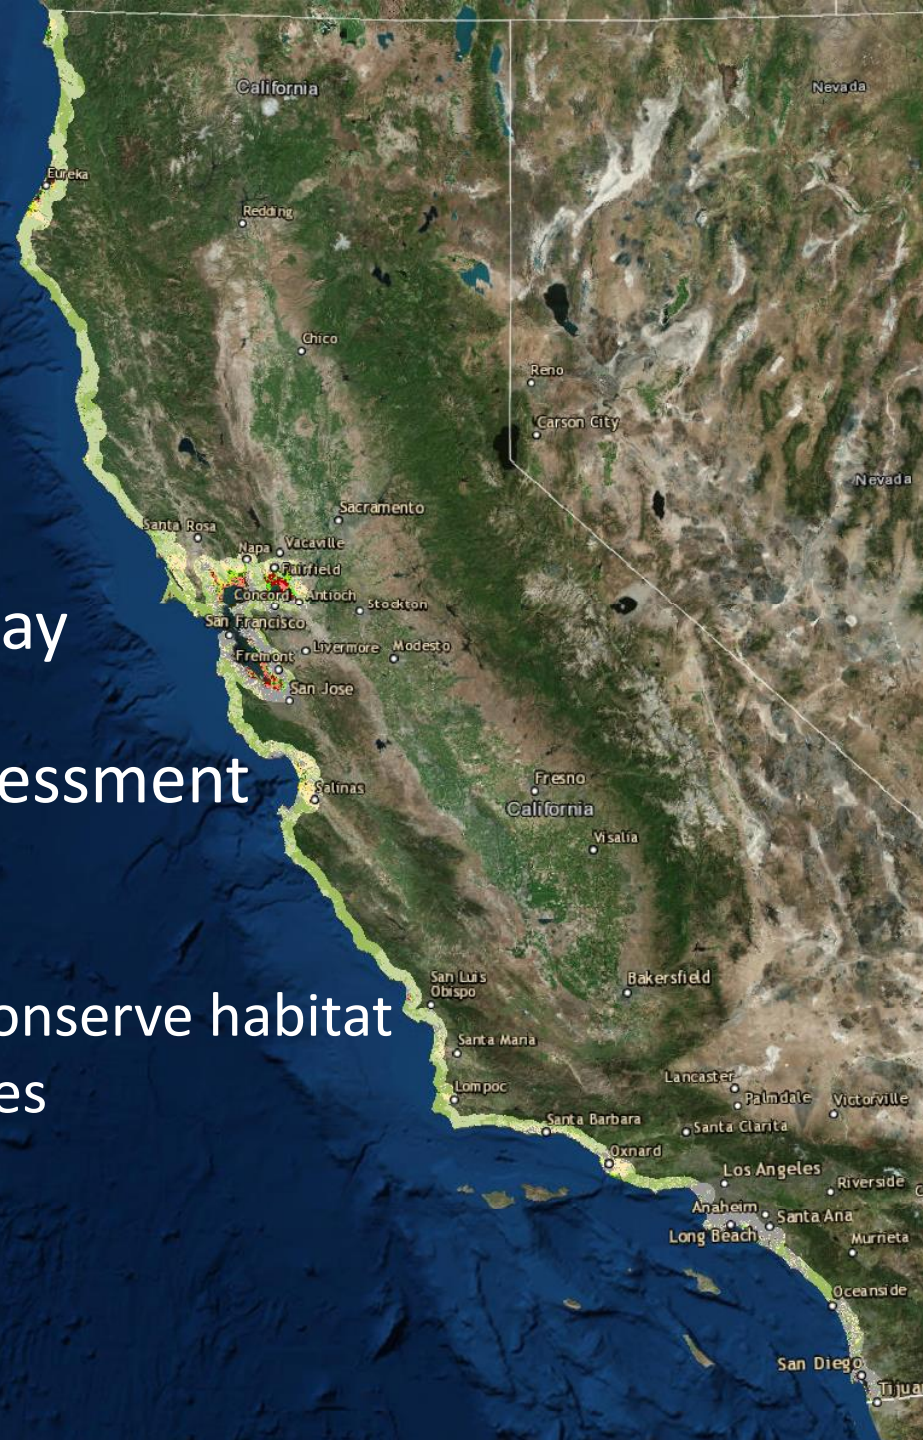 California
Nevada
Eureka
Redding
Chico
Reno
Carson City
Nevada
Sacramento
Santa Rosa
Napa
Vacaville
Fairfield
Concord
Antioch
Stockton
ay
San Francisco
Livermore
Modesto
Fremont
San Jose
essment
Fresno
Salinas
California
Visalia
San Luis
Obispo
Bakersfield
onserve habitat
Santa Maria
Lancaster
Lompoc
es
Palmdale
Victorville
Santa Barbara
Santa Clarita
Oxnard
Los Angeles
Riverside
C
Anaheim
Santa Ana
Long Beach
Murrieta
Oceanside
San Diego
Tijua